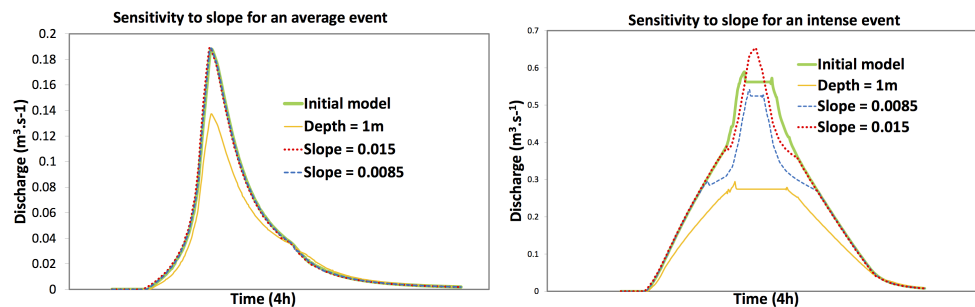 Sensitivity to slope for an average event
Discharge (m³.s-1)
0.2
0.18
0.16
0.14
0.12
0.1
0.08
0.06
0.04
0.02
0
Initial model
Depth = 1m
Slope = 0.015
Slope = 0.0085
Time (4h)
Sensitivity to slope for an intense event
Discharge (m³.s-1)
0.7
0.6
0.5
0.4
0.3
0.2
0.1
0
Initial model
Depth = 1m
Slope = 0.0085
Slope = 0.015
Time (4h)